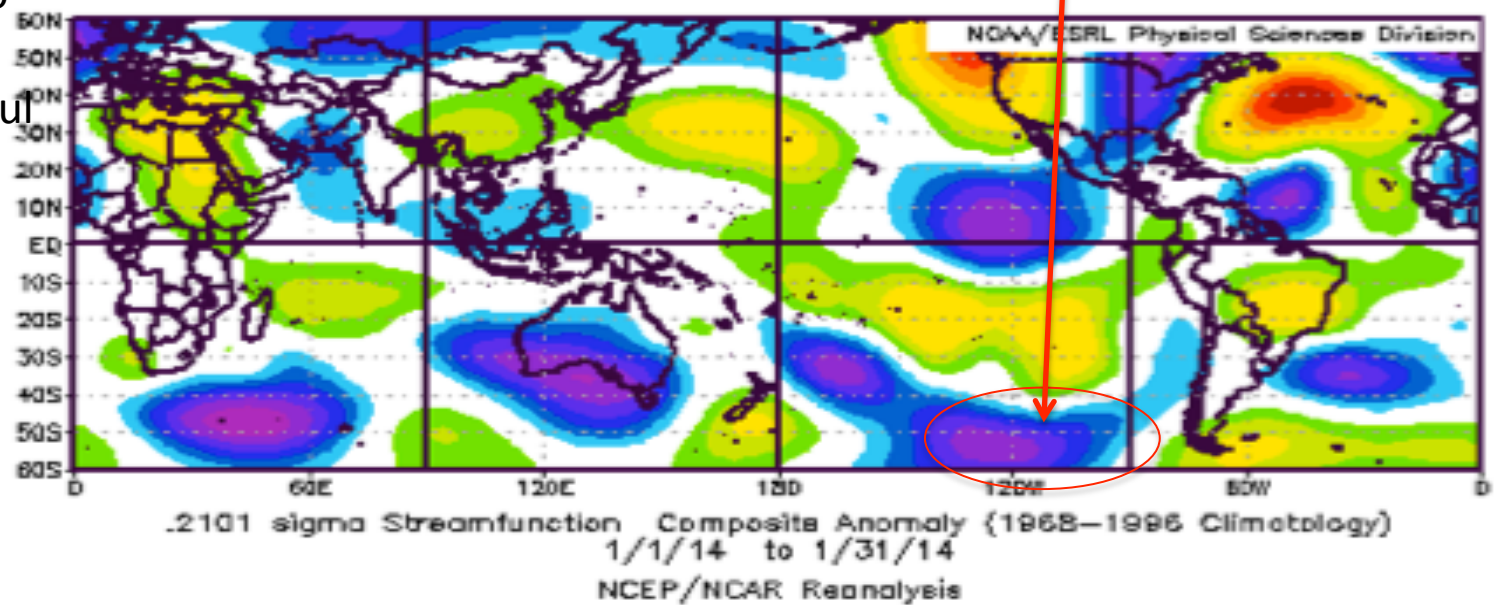 ul
NOAA/ESRL Physical Sciences Division
60N
50N
40N
30N
20N
10N
EQ
10S
20S
30S
40S
50S
60S
0 60E 120E 180 120W 60W 0
.2101 sigma Streamfunction Composite Anomaly (1968–1996 Climatology)
1/1/14 to 1/31/14
NCEP/NCAR Reanalysis